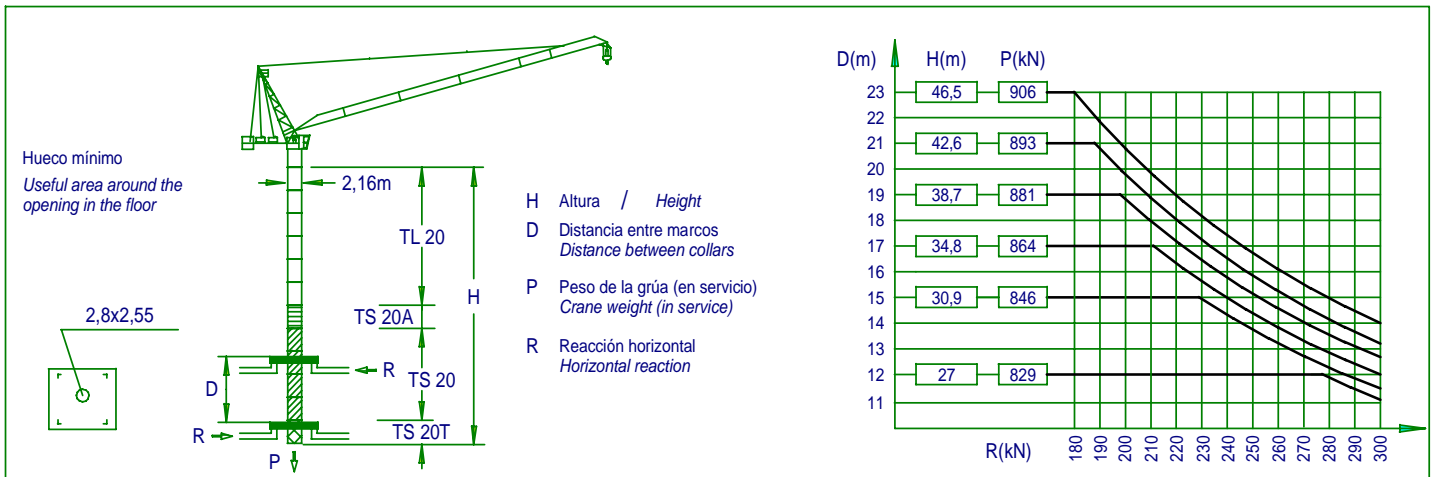 Hueco mínimo
Useful area around the
opening in the floor
2,8x2,55
2,16m
TL 20
TS 20A
TS 20
TS 20T
H
D
R
R
P
H Altura / Height
D Distancia entre marcos
Distance between collars
P Peso de la grúa (en servicio)
Crane weight (in service)
R Reacción horizontal
Horizontal reaction
D(m) H(m) P(kN)
23 46,5 906
22
21 42,6 893
20
19 38,7 881
18
17 34,8 864
16
15 30,9 846
14
13
12 27 829
11
R(kN)
180 190 200 210 220 230 240 250 260 270 280 290 300